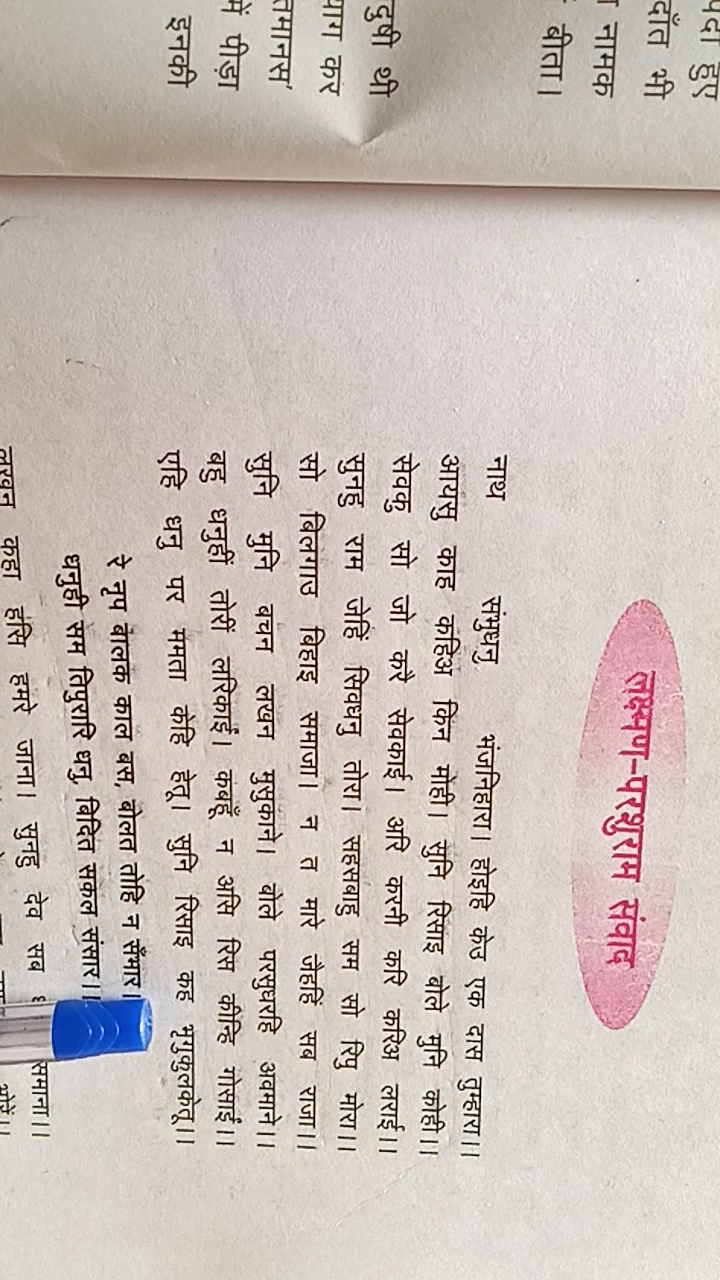 पदा हुए
दाँत भी
नामक
बीता।
दुषी थी
पान कर
तमानस'
में पीड़ा
इनकी
लक्ष्मण-परशुराम संवाद
नाथ संभुधनु भंजनिहारा। होइहि केउ एक दास तुम्हारा।।
आयसु काह कहिअ किन मोही। सुनि रिसाइ बोले मुनि कोही।।
सेवकु सो जो करै सेवकाई। अरि करनी करि करिअ लराई।।
सुनहु राम जेहिं सिवधनु तोरा। सहसबाहु सम सो रिपु मोरा।।
सो बिलगाउ बिहाइ समाजा। न त मारे जैहहिं सब राजा।।
सुनि मुनि बचन लखन मुसुकाने। बोले परसुधरहि अवमाने।।
बहु धनुहीं तोरीं लरिकाईं। कबहुँ न असि रिस कीन्हि गोसाईं।।
एहि धनु पर ममता केहि हेतू। सुनि रिसाइ कह भृगुकुलकेतू।।
रे नृप बालक काल बस, बोलत तोहि न सँभार।
धनुही सम तिपुरारि धनु, बिदित सकल संसार।।
लखन कहा हंसि हमरे जाना। सुनहु देव सब समाना।।